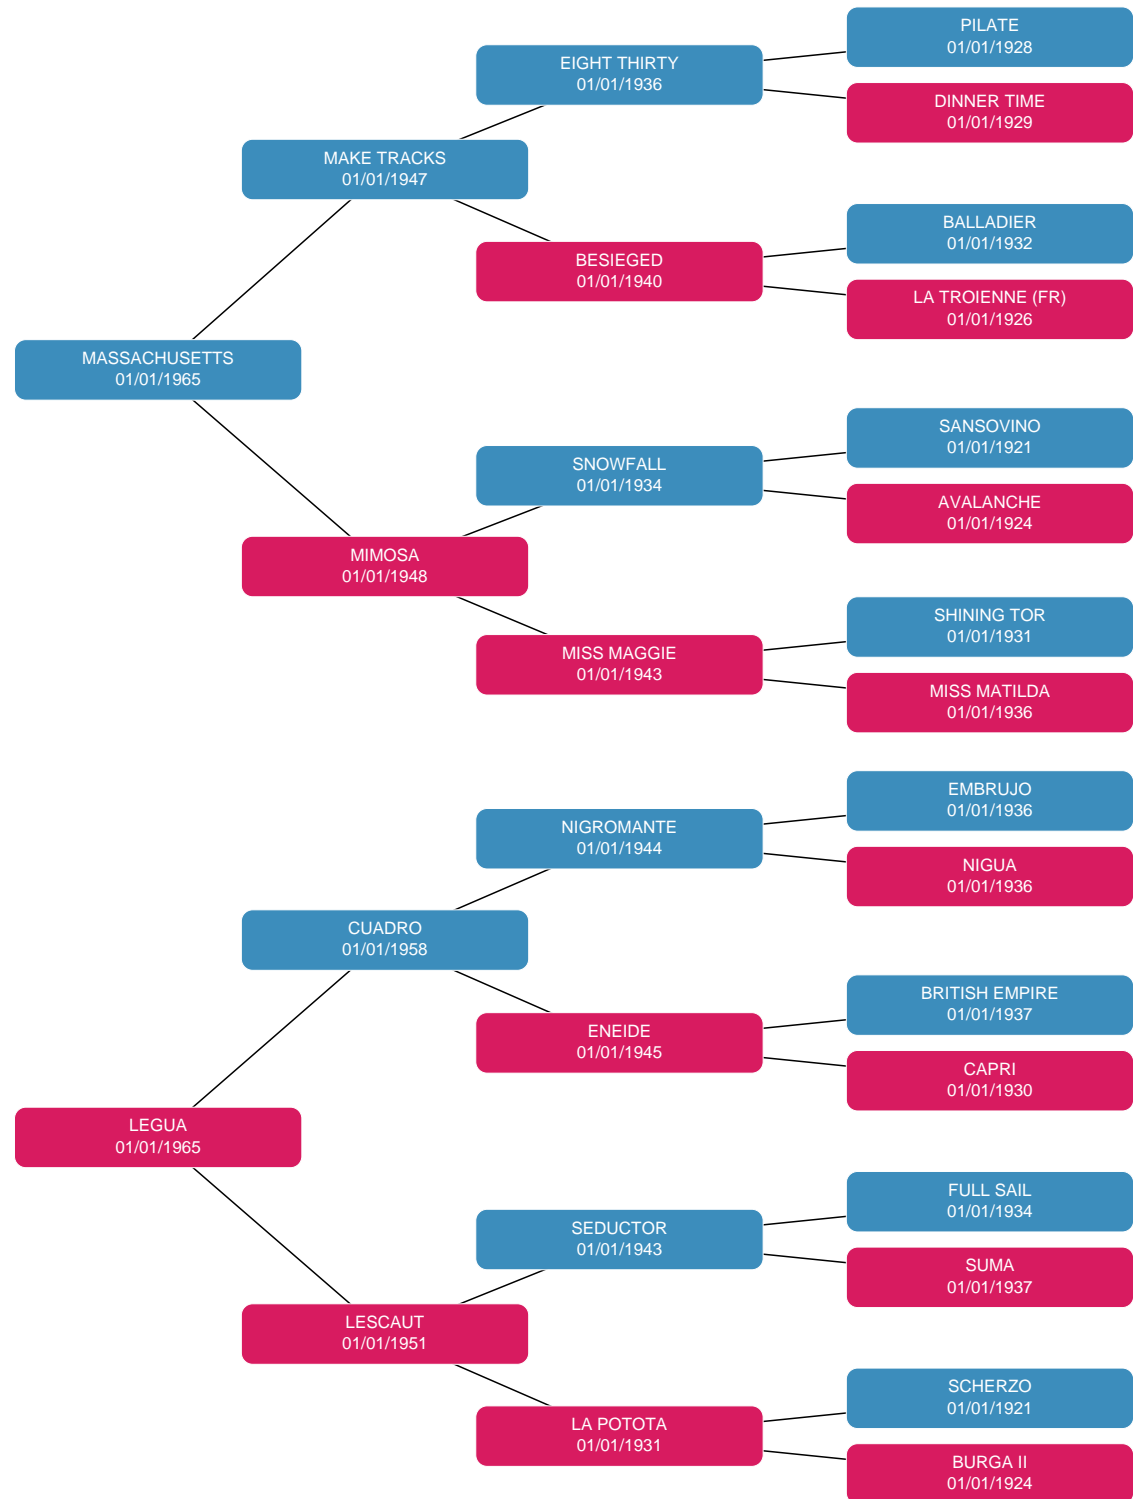 PILATE
01/01/1928
EIGHT THIRTY
01/01/1936
DINNER TIME
01/01/1929
MAKE TRACKS
01/01/1947
BALLADIER
01/01/1932
BESIEGED
01/01/1940
LA TROIENNE (FR)
01/01/1926
MASSACHUSETTS
01/01/1965
SANSOVINO
01/01/1921
SNOWFALL
01/01/1934
AVALANCHE
01/01/1924
MIMOSA
01/01/1948
SHINING TOR
01/01/1931
MISS MAGGIE
01/01/1943
MISS MATILDA
01/01/1936
EMBRUJO
01/01/1936
NIGROMANTE
01/01/1944
NIGUA
01/01/1936
CUADRO
01/01/1958
BRITISH EMPIRE
01/01/1937
ENEIDE
01/01/1945
CAPRI
01/01/1930
LEGUA
01/01/1965
FULL SAIL
01/01/1934
SEDUCTOR
01/01/1943
SUMA
01/01/1937
LESCAUT
01/01/1951
SCHERZO
01/01/1921
LA POTOTA
01/01/1931
BURGA II
01/01/1924